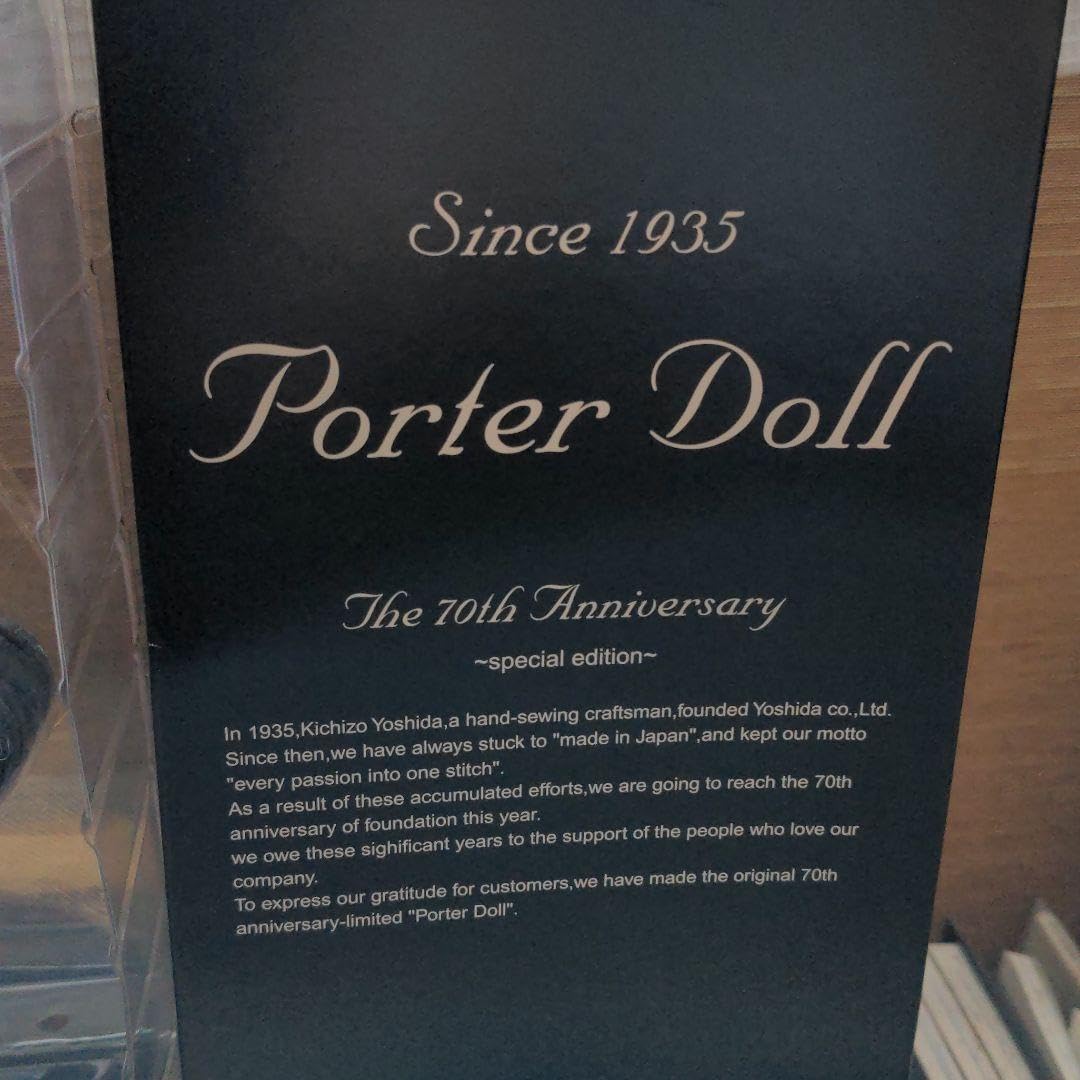 Since 1935
Porter Doll
The 70th Anniversary
~special edition~
In 1935,Kichizo Yoshida,a hand-sewing craftsman,founded Yoshida co.,Ltd.
Since then,we have always stuck to "made in Japan",and kept our motto
"every passion into one stitch".
As a result of these accumulated efforts,we are going to reach the 70th
anniversary of foundation this year.
we owe these sighificant years to the support of the people who love our
company.
To express our gratitude for customers,we have made the original 70th
anniversary-limited "Porter Doll".